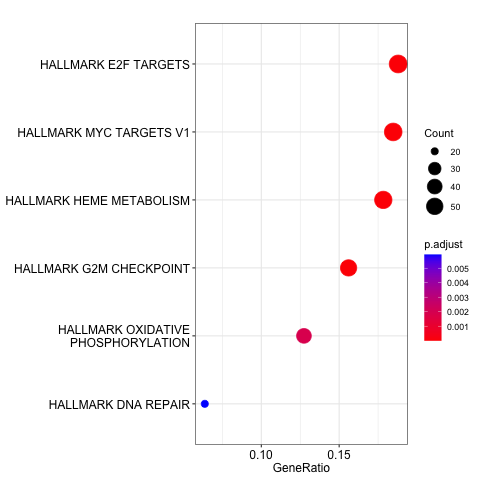 HALLMARK E2F TARGETS
HALLMARK MYC TARGETS V1
HALLMARK HEME METABOLISM
HALLMARK G2M CHECKPOINT
HALLMARK OXIDATIVE
PHOSPHORYLATION
HALLMARK DNA REPAIR
0.10 0.15
GeneRatio
Count
20
30
40
50
p.adjust
0.005
0.004
0.003
0.002
0.001